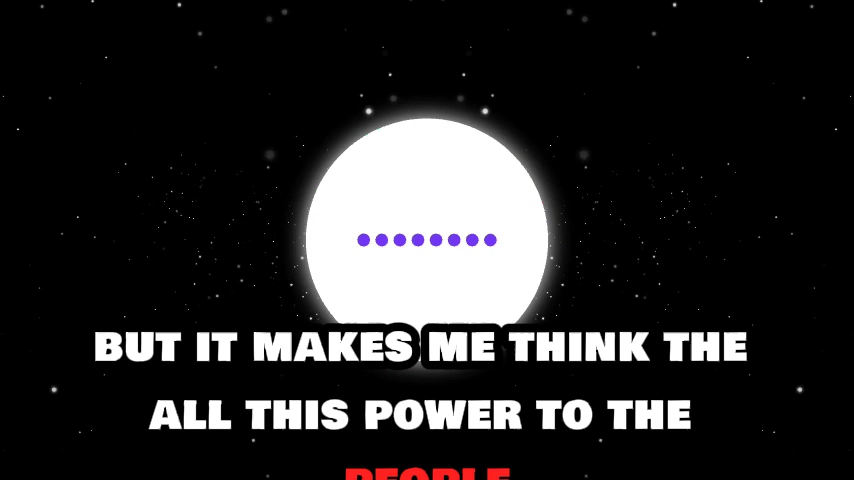 BUT IT MAKES ME THINK THE
ALL THIS POWER TO THE
PEOPLE